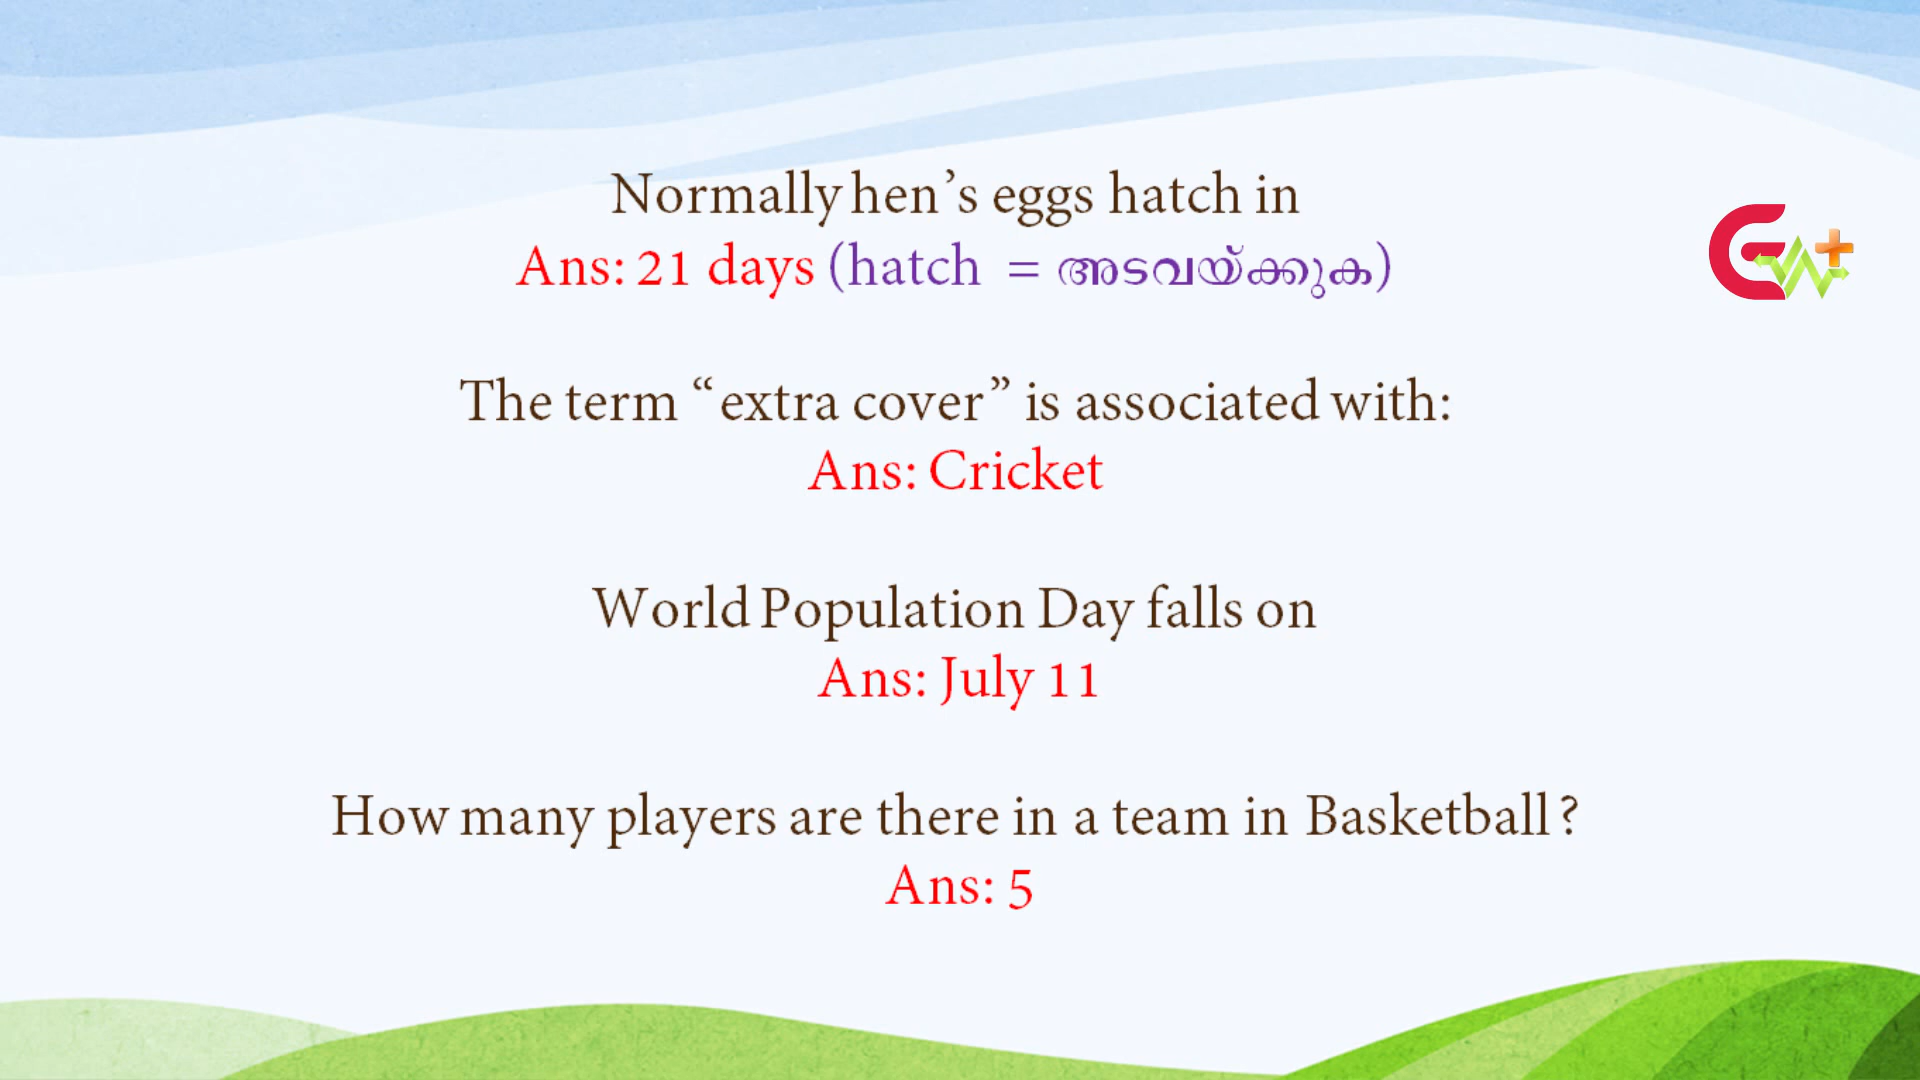 Normally hen’s eggs hatch in
Ans: 21 days (hatch = അടവയ്ക്കുക)
The term “extra cover” is associated with:
Ans: Cricket
World Population Day falls on
Ans: July 11
How many players are there in a team in Basketball?
Ans: 5